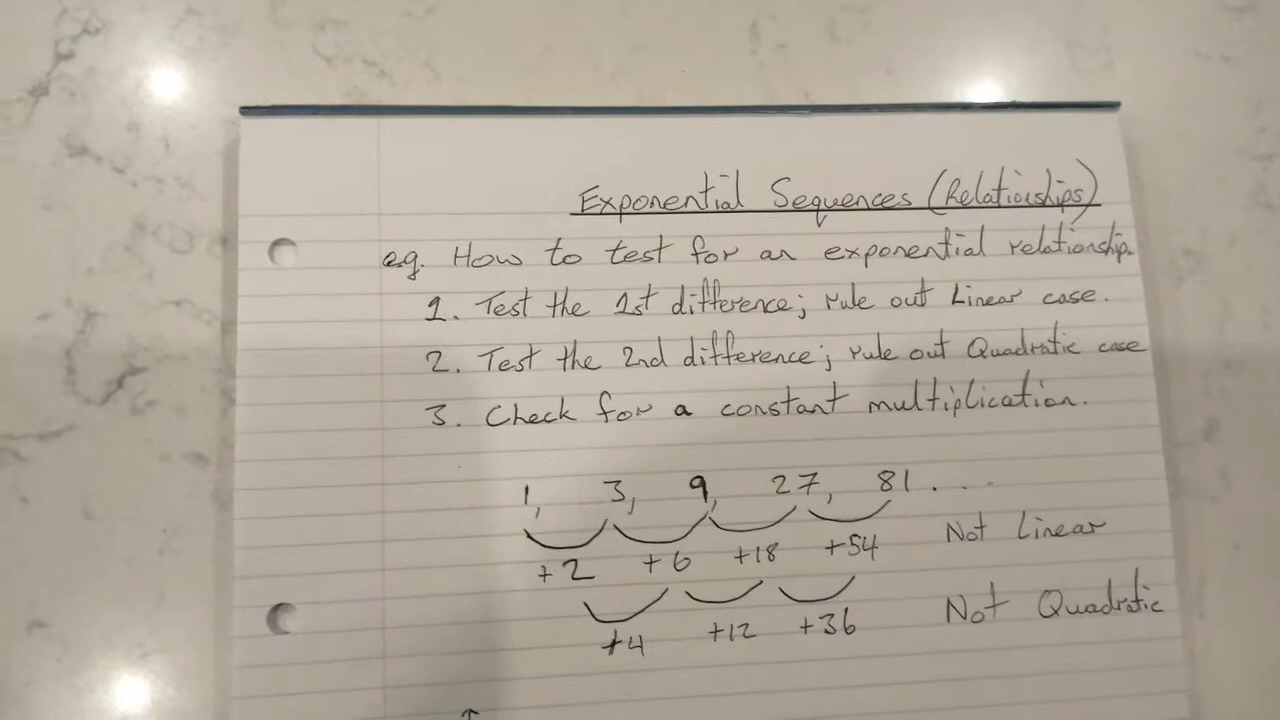 Exponential Sequences (Relationships)
e.g. How to test for an exponential relationship.
1. Test the 1st difference; rule out Linear case.
2. Test the 2nd difference; rule out Quadratic case
3. Check for a constant multiplication.
1, 3, 9, 27, 81....
+2 +6 +18 +54 Not Linear
+4 +12 +36 Not Quadratic